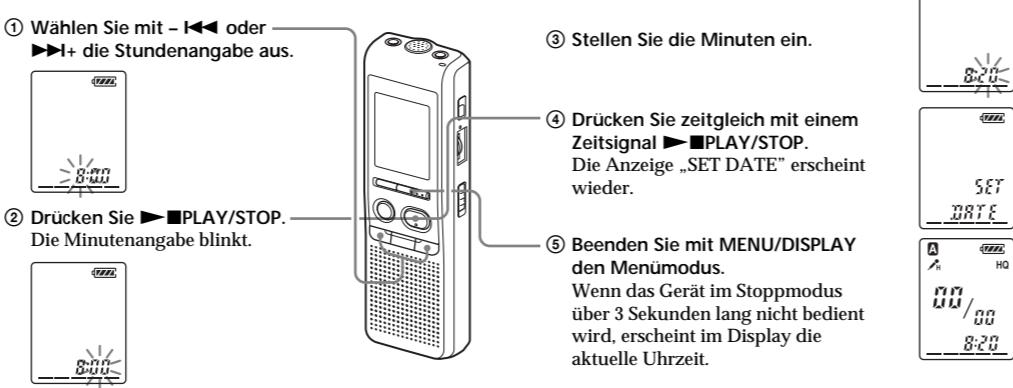 ① Wählen Sie mit – ⏮ oder
⏭+ die Stundenangabe aus.
8:00
② Drücken Sie ►■PLAY/STOP.
Die Minutenangabe blinkt.
8:00
③ Stellen Sie die Minuten ein.
8:20
④ Drücken Sie zeitgleich mit einem
Zeitsignal ►■PLAY/STOP.
Die Anzeige „SET DATE” erscheint
wieder.
SET
DATE
⑤ Beenden Sie mit MENU/DISPLAY
den Menümodus.
Wenn das Gerät im Stoppmodus
über 3 Sekunden lang nicht bedient
wird, erscheint im Display die
aktuelle Uhrzeit.
A
H HQ
00/00
8:20